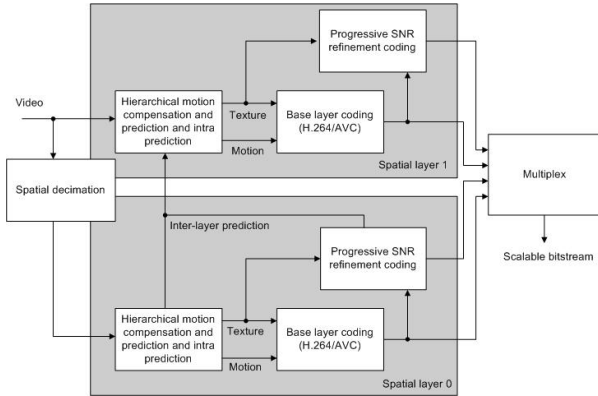 Progressive SNR
refinement coding
Video
Hierarchical motion
compensation and
prediction and intra
prediction
Texture
Motion
Base layer coding
(H.264/AVC)
Spatial layer 1
Multiplex
Spatial decimation
Inter-layer prediction
Scalable bitstream
Progressive SNR
refinement coding
Hierarchical motion
compensation and
prediction and intra
prediction
Texture
Motion
Base layer coding
(H.264/AVC)
Spatial layer 0